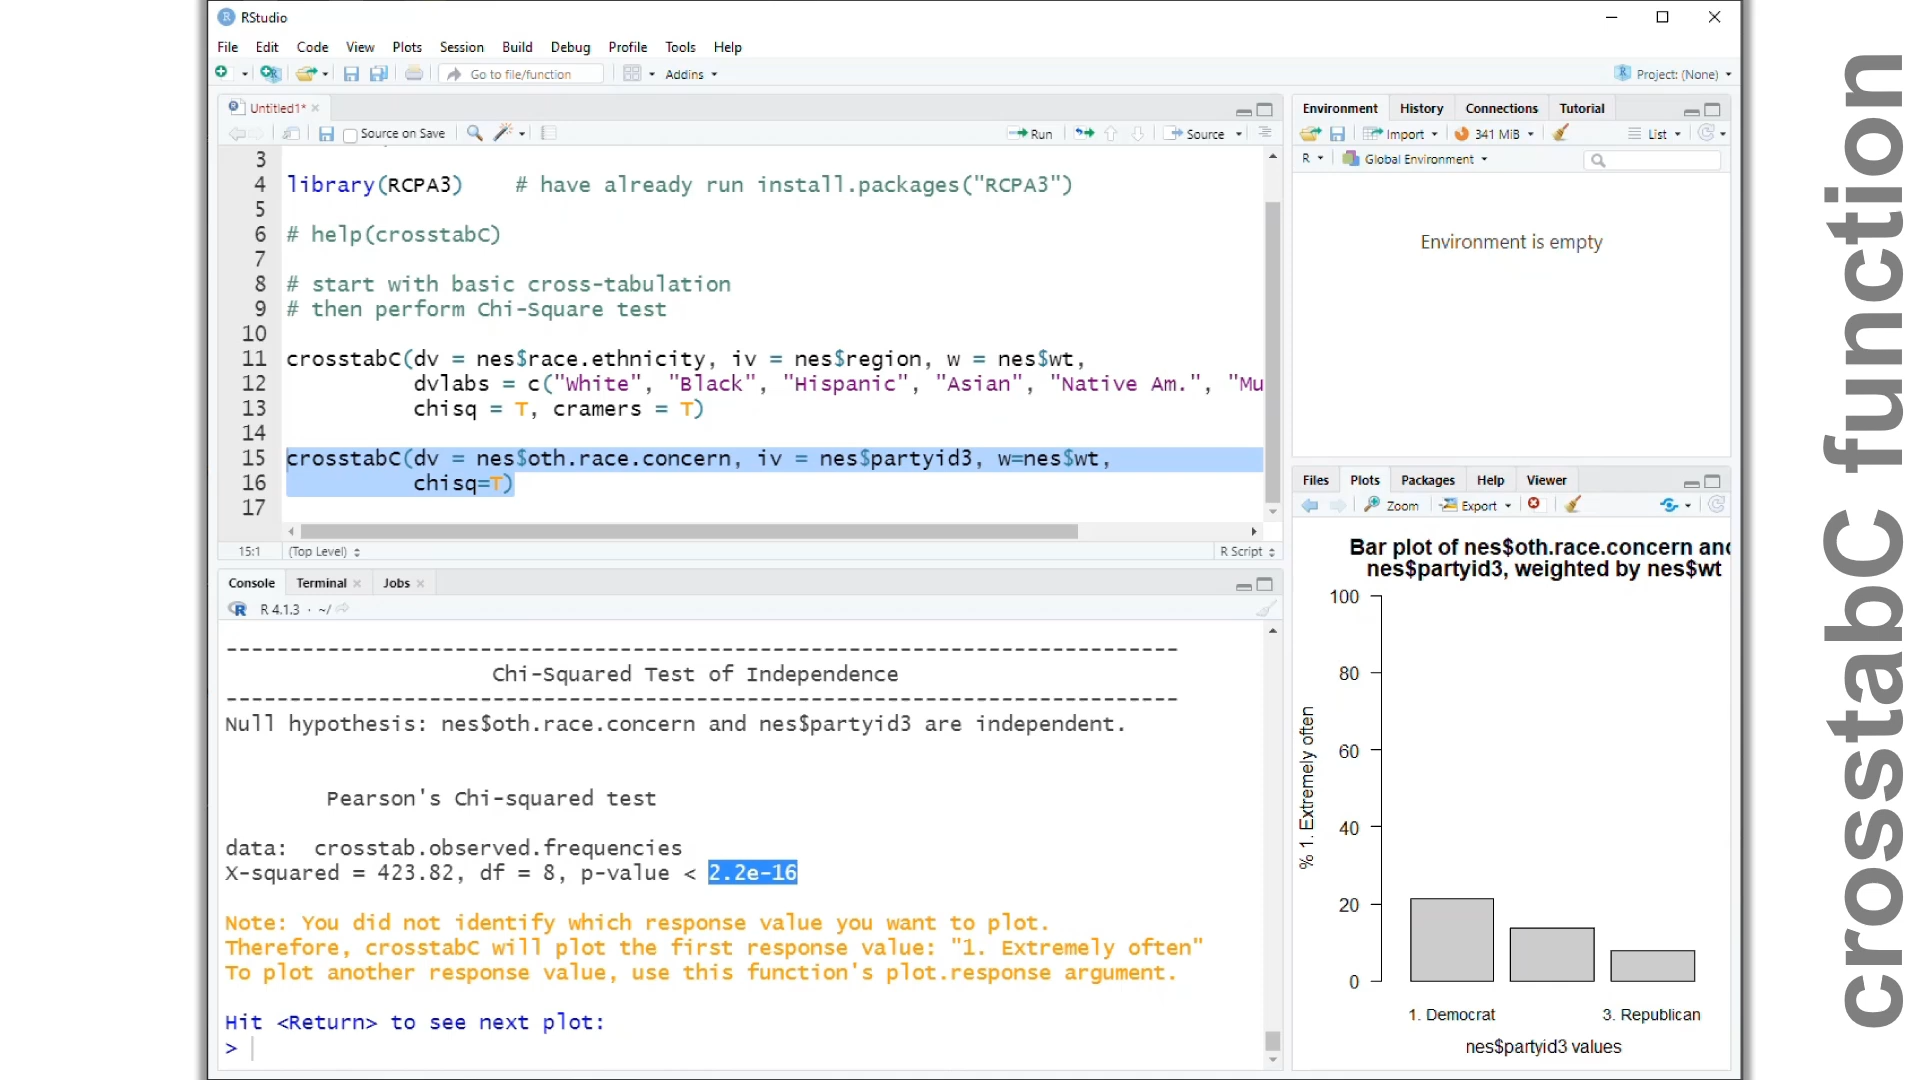 RStudio
File Edit Code View Plots Session Build Debug Profile Tools Help
Go to file/function Addins Project: (None)
Untitled1*
Source on Save Run Source
3
4 library(RCPA3) # have already run install.packages("RCPA3")
5
6 # help(crosstabC)
7
8 # start with basic cross-tabulation
9 # then perform Chi-Square test
10
11 crosstabC(dv = nes$race.ethnicity, iv = nes$region, w = nes$wt,
12 dvlabs = c("White", "Black", "Hispanic", "Asian", "Native Am.", "Mu
13 chisq = T, cramers = T)
14
15 crosstabC(dv = nes$oth.race.concern, iv = nes$partyid3, w=nes$wt,
16 chisq=T)
17
15:1 (Top Level) R Script
Console Terminal Jobs
R 4.1.3 · ~/
---------------------------------------------------------------------------
Chi-Squared Test of Independence
---------------------------------------------------------------------------
Null hypothesis: nes$oth.race.concern and nes$partyid3 are independent.
Pearson's Chi-squared test
data: crosstab.observed.frequencies
X-squared = 423.82, df = 8, p-value < 2.2e-16
Note: You did not identify which response value you want to plot.
Therefore, crosstabC will plot the first response value: "1. Extremely often"
To plot another response value, use this function's plot.response argument.
Hit <Return> to see next plot:
>
Environment History Connections Tutorial
Import 341 MiB List
R Global Environment
Environment is empty
Files Plots Packages Help Viewer
Zoom Export
Bar plot of nes$oth.race.concern and
nes$partyid3, weighted by nes$wt
100
80
60
40
20
0
% 1. Extremely often
1. Democrat 3. Republican
nes$partyid3 values
crosstabC function